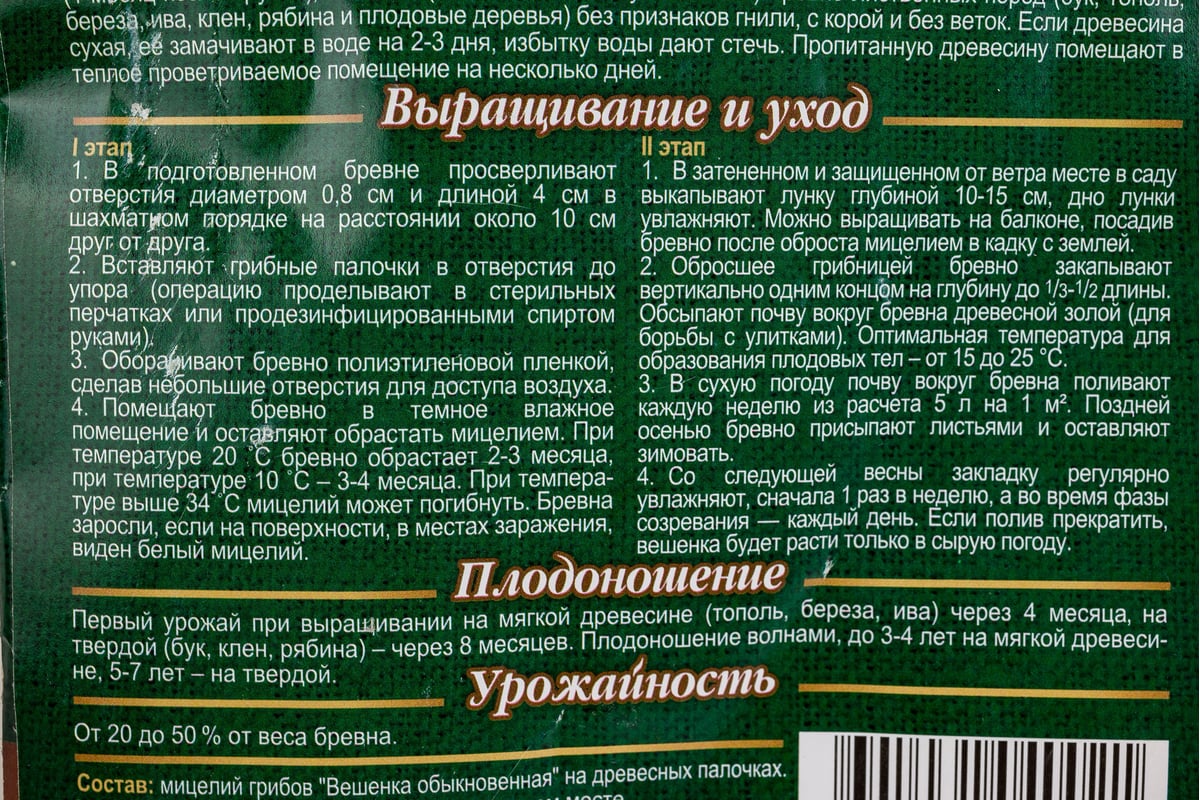 береза, ива, клен, рябина и плодовые деревья) без признаков гнили, с корой и без веток. Если древесина
сухая, её замачивают в воде на 2-3 дня, избытку воды дают стечь. Пропитанную древесину помещают в
теплое проветриваемое помещение на несколько дней.
Выращивание и уход
I этап
1. В подготовленном бревне просверливают
отверстия диаметром 0,8 см и длиной 4 см в
шахматном порядке на расстоянии около 10 см
друг от друга.
2. Вставляют грибные палочки в отверстия до
упора (операцию проделывают в стерильных
перчатках или продезинфицированными спиртом
руками).
3. Оборачивают бревно полиэтиленовой пленкой,
сделав небольшие отверстия для доступа воздуха.
4. Помещают бревно в темное влажное
помещение и оставляют обрастать мицелием. При
температуре 20 °С бревно обрастает 2-3 месяца,
при температуре 10 °С – 3-4 месяца. При темпера-
туре выше 34 °С мицелий может погибнуть. Бревна
заросли, если на поверхности, в местах заражения,
виден белый мицелий.
II этап
1. В затененном и защищенном от ветра месте в саду
выкапывают лунку глубиной 10-15 см, дно лунки
увлажняют. Можно выращивать на балконе, посадив
бревно после оброста мицелием в кадку с землей.
2. Обросшее грибницей бревно закапывают
вертикально одним концом на глубину до 1/3-1/2 длины.
Обсыпают почву вокруг бревна древесной золой (для
борьбы с улитками). Оптимальная температура для
образования плодовых тел – от 15 до 25 °С.
3. В сухую погоду почву вокруг бревна поливают
каждую неделю из расчета 5 л на 1 м². Поздней
осенью бревно присыпают листьями и оставляют
зимовать.
4. Со следующей весны закладку регулярно
увлажняют, сначала 1 раз в неделю, а во время фазы
созревания — каждый день. Если полив прекратить,
вешенка будет расти только в сырую погоду.
Плодоношение
Первый урожай при выращивании на мягкой древесине (тополь, береза, ива) через 4 месяца, на
твердой (бук, клен, рябина) – через 8 месяцев. Плодоношение волнами, до 3-4 лет на мягкой древеси-
не, 5-7 лет – на твердой.
Урожайность
От 20 до 50 % от веса бревна.
Состав: мицелий грибов "Вешенка обыкновенная" на древесных палочках.